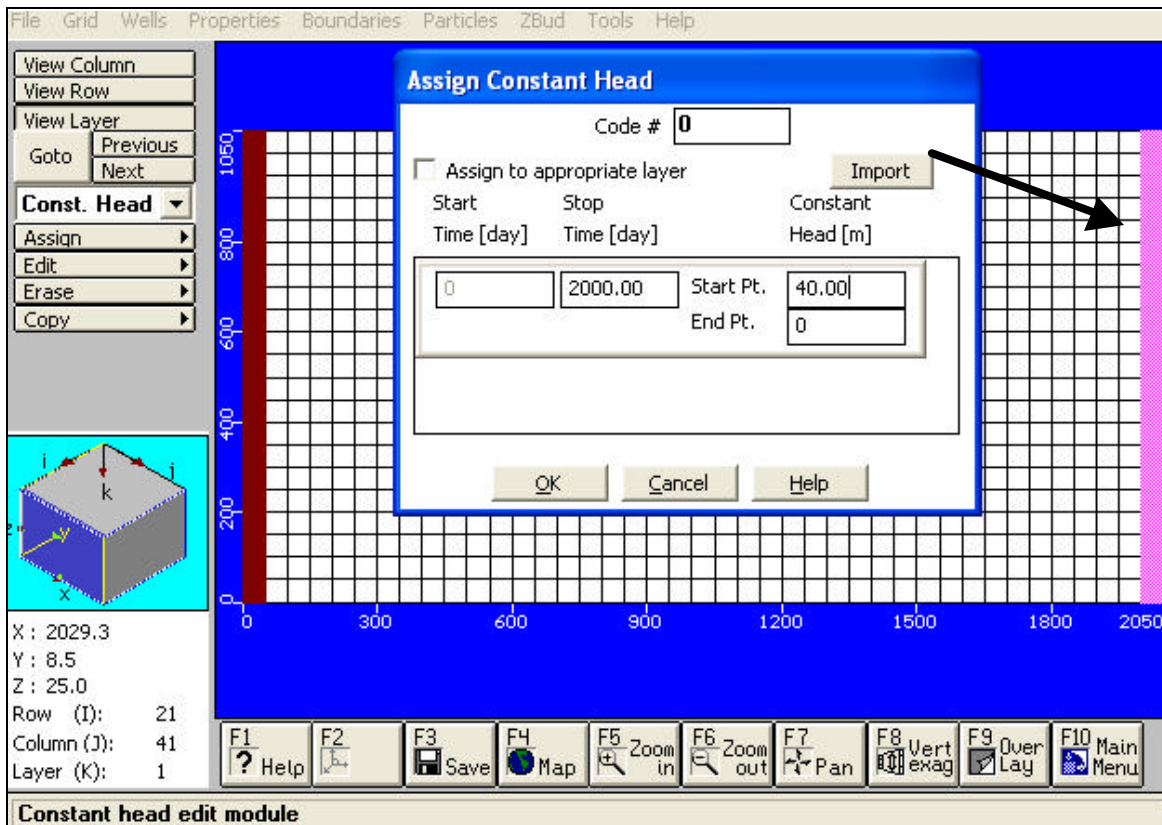 File Grid Wells Properties Boundaries Particles ZBud Tools Help
View Column
View Row
View Layer
Goto
Previous
Next
Const. Head
Assign
Edit
Erase
Copy
Assign Constant Head
Code # 0
Assign to appropriate layer
Import
Start Stop Constant
Time [day] Time [day] Head [m]
0 2000.00 Start Pt. 40.00
End Pt. 0
OK Cancel Help
1050
800
600
400
200
0
0 300 600 900 1200 1500 1800 2050
i j
k
z
y
x
X : 2029.3
Y : 8.5
Z : 25.0
Row (I): 21
Column (J): 41
Layer (K): 1
F1 ? Help
F2
F3 Save
F4 Map
F5 Zoom in
F6 Zoom out
F7 Pan
F8 Vert exag
F9 Over Lay
F10 Main Menu
Constant head edit module